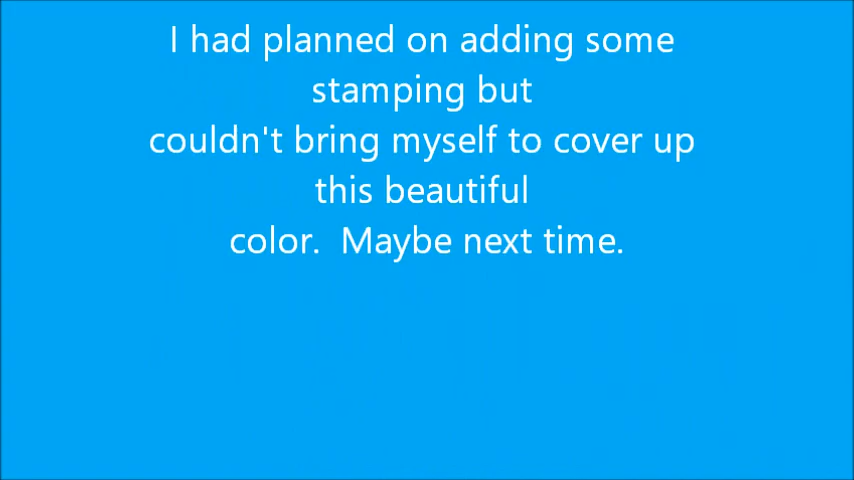 I had planned on adding some
stamping but
couldn't bring myself to cover up
this beautiful
color.  Maybe next time.